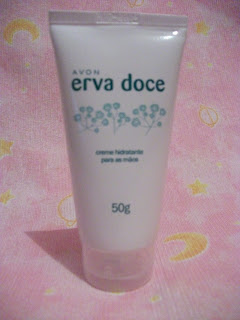 AVON
erva doce
creme hidratante
para as mãos
50g